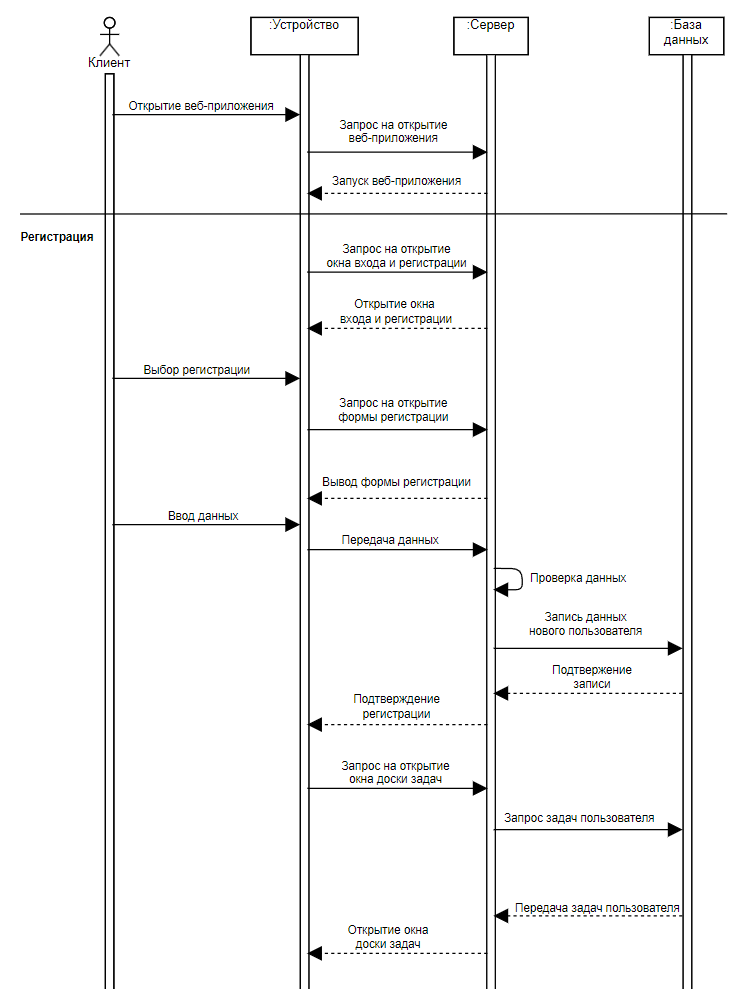 :Устройство
:Сервер
:База
данных
Клиент
Открытие веб-приложения
Запрос на открытие
веб-приложения
Запуск веб-приложения
Регистрация
Запрос на открытие
окна входа и регистрации
Открытие окна
входа и регистрации
Выбор регистрации
Запрос на открытие
формы регистрации
Вывод формы регистрации
Ввод данных
Передача данных
Проверка данных
Запись данных
нового пользователя
Подтвержение
записи
Подтверждение
регистрации
Запрос на открытие
окна доски задач
Запрос задач пользователя
Передача задач пользователя
Открытие окна
доски задач